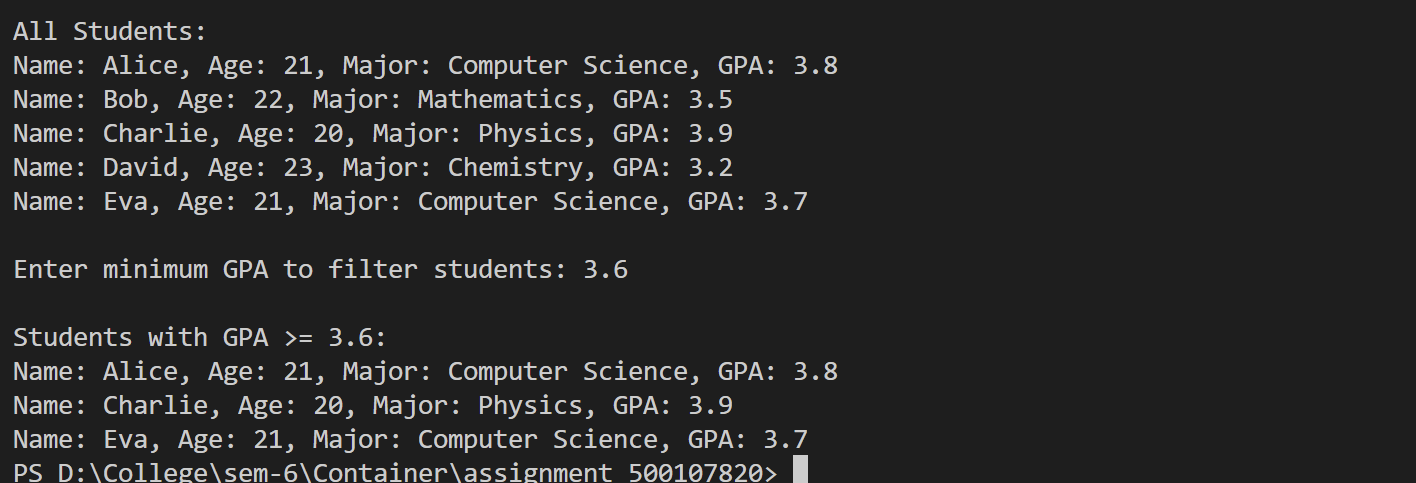 All Students:
Name: Alice, Age: 21, Major: Computer Science, GPA: 3.8
Name: Bob, Age: 22, Major: Mathematics, GPA: 3.5
Name: Charlie, Age: 20, Major: Physics, GPA: 3.9
Name: David, Age: 23, Major: Chemistry, GPA: 3.2
Name: Eva, Age: 21, Major: Computer Science, GPA: 3.7
Enter minimum GPA to filter students: 3.6
Students with GPA >= 3.6:
Name: Alice, Age: 21, Major: Computer Science, GPA: 3.8
Name: Charlie, Age: 20, Major: Physics, GPA: 3.9
Name: Eva, Age: 21, Major: Computer Science, GPA: 3.7
PS D:\College\sem-6\Container\assignment_500107820>